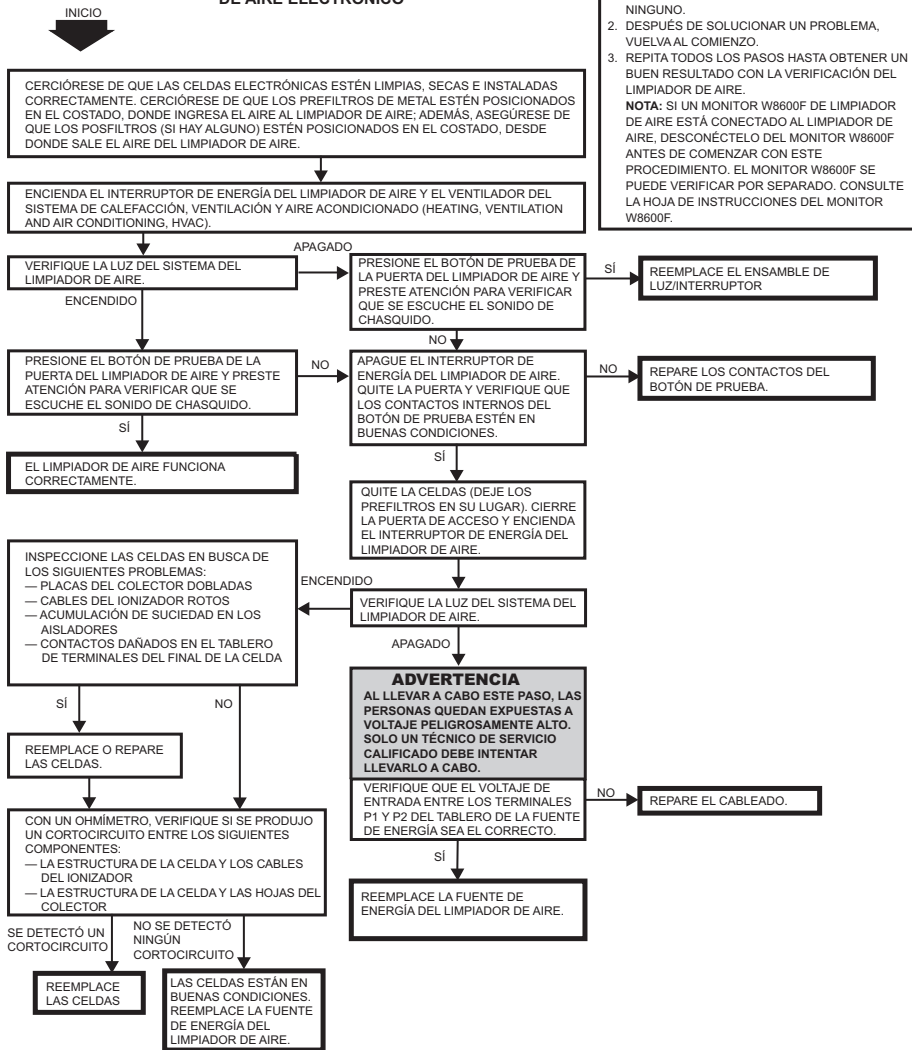 DE AIRE ELECTRÓNICO
INICIO
NINGUNO.
2. DESPUÉS DE SOLUCIONAR UN PROBLEMA,
VUELVA AL COMIENZO.
3. REPITA TODOS LOS PASOS HASTA OBTENER UN
BUEN RESULTADO CON LA VERIFICACIÓN DEL
LIMPIADOR DE AIRE.
NOTA: SI UN MONITOR W8600F DE LIMPIADOR
DE AIRE ESTÁ CONECTADO AL LIMPIADOR DE
AIRE, DESCONÉCTELO DEL MONITOR W8600F
ANTES DE COMENZAR CON ESTE
PROCEDIMIENTO. EL MONITOR W8600F SE
PUEDE VERIFICAR POR SEPARADO. CONSULTE
LA HOJA DE INSTRUCCIONES DEL MONITOR
W8600F.
CERCIÓRESE DE QUE LAS CELDAS ELECTRÓNICAS ESTÉN LIMPIAS, SECAS E INSTALADAS
CORRECTAMENTE. CERCIÓRESE DE QUE LOS PREFILTROS DE METAL ESTÉN POSICIONADOS
EN EL COSTADO, DONDE INGRESA EL AIRE AL LIMPIADOR DE AIRE; ADEMÁS, ASEGÚRESE DE
QUE LOS POSFILTROS (SI HAY ALGUNO) ESTÉN POSICIONADOS EN EL COSTADO, DESDE
DONDE SALE EL AIRE DEL LIMPIADOR DE AIRE.
ENCIENDA EL INTERRUPTOR DE ENERGÍA DEL LIMPIADOR DE AIRE Y EL VENTILADOR DEL
SISTEMA DE CALEFACCIÓN, VENTILACIÓN Y AIRE ACONDICIONADO (HEATING, VENTILATION
AND AIR CONDITIONING, HVAC).
VERIFIQUE LA LUZ DEL SISTEMA DEL
LIMPIADOR DE AIRE.
APAGADO
PRESIONE EL BOTÓN DE PRUEBA DE
LA PUERTA DEL LIMPIADOR DE AIRE Y
PRESTE ATENCIÓN PARA VERIFICAR
QUE SE ESCUCHE EL SONIDO DE
CHASQUIDO.
SÍ
REEMPLACE EL ENSAMBLE DE
LUZ/INTERRUPTOR
ENCENDIDO
NO
PRESIONE EL BOTÓN DE PRUEBA DE LA
PUERTA DEL LIMPIADOR DE AIRE Y PRESTE
ATENCIÓN PARA VERIFICAR QUE SE
ESCUCHE EL SONIDO DE CHASQUIDO.
NO
APAGUE EL INTERRUPTOR DE
ENERGÍA DEL LIMPIADOR DE AIRE.
QUITE LA PUERTA Y VERIFIQUE QUE
LOS CONTACTOS INTERNOS DEL
BOTÓN DE PRUEBA ESTÉN EN
BUENAS CONDICIONES.
NO
REPARE LOS CONTACTOS DEL
BOTÓN DE PRUEBA.
SÍ
EL LIMPIADOR DE AIRE FUNCIONA
CORRECTAMENTE.
SÍ
QUITE LA CELDAS (DEJE LOS
PREFILTROS EN SU LUGAR). CIERRE
LA PUERTA DE ACCESO Y ENCIENDA
EL INTERRUPTOR DE ENERGÍA DEL
LIMPIADOR DE AIRE.
INSPECCIONE LAS CELDAS EN BUSCA DE
LOS SIGUIENTES PROBLEMAS:
— PLACAS DEL COLECTOR DOBLADAS
— CABLES DEL IONIZADOR ROTOS
— ACUMULACIÓN DE SUCIEDAD EN LOS
AISLADORES
— CONTACTOS DAÑADOS EN EL TABLERO
DE TERMINALES DEL FINAL DE LA CELDA
ENCENDIDO
VERIFIQUE LA LUZ DEL SISTEMA DEL
LIMPIADOR DE AIRE.
APAGADO
ADVERTENCIA
AL LLEVAR A CABO ESTE PASO, LAS
PERSONAS QUEDAN EXPUESTAS A
VOLTAJE PELIGROSAMENTE ALTO.
SOLO UN TÉCNICO DE SERVICIO
CALIFICADO DEBE INTENTAR
LLEVARLO A CABO.
VERIFIQUE QUE EL VOLTAJE DE
ENTRADA ENTRE LOS TERMINALES
P1 Y P2 DEL TABLERO DE LA FUENTE
DE ENERGÍA SEA EL CORRECTO.
NO
REPARE EL CABLEADO.
SÍ
REEMPLACE LA FUENTE DE
ENERGÍA DEL LIMPIADOR DE AIRE.
SÍ
NO
REEMPLACE O REPARE
LAS CELDAS.
CON UN OHMÍMETRO, VERIFIQUE SI SE PRODUJO
UN CORTOCIRCUITO ENTRE LOS SIGUIENTES
COMPONENTES:
— LA ESTRUCTURA DE LA CELDA Y LOS CABLES
DEL IONIZADOR
— LA ESTRUCTURA DE LA CELDA Y LAS HOJAS DEL
COLECTOR
SE DETECTÓ UN
CORTOCIRCUITO
NO SE DETECTÓ
NINGÚN
CORTOCIRCUITO
REEMPLACE
LAS CELDAS
LAS CELDAS ESTÁN EN
BUENAS CONDICIONES.
REEMPLACE LA FUENTE
DE ENERGÍA DEL
LIMPIADOR DE AIRE.